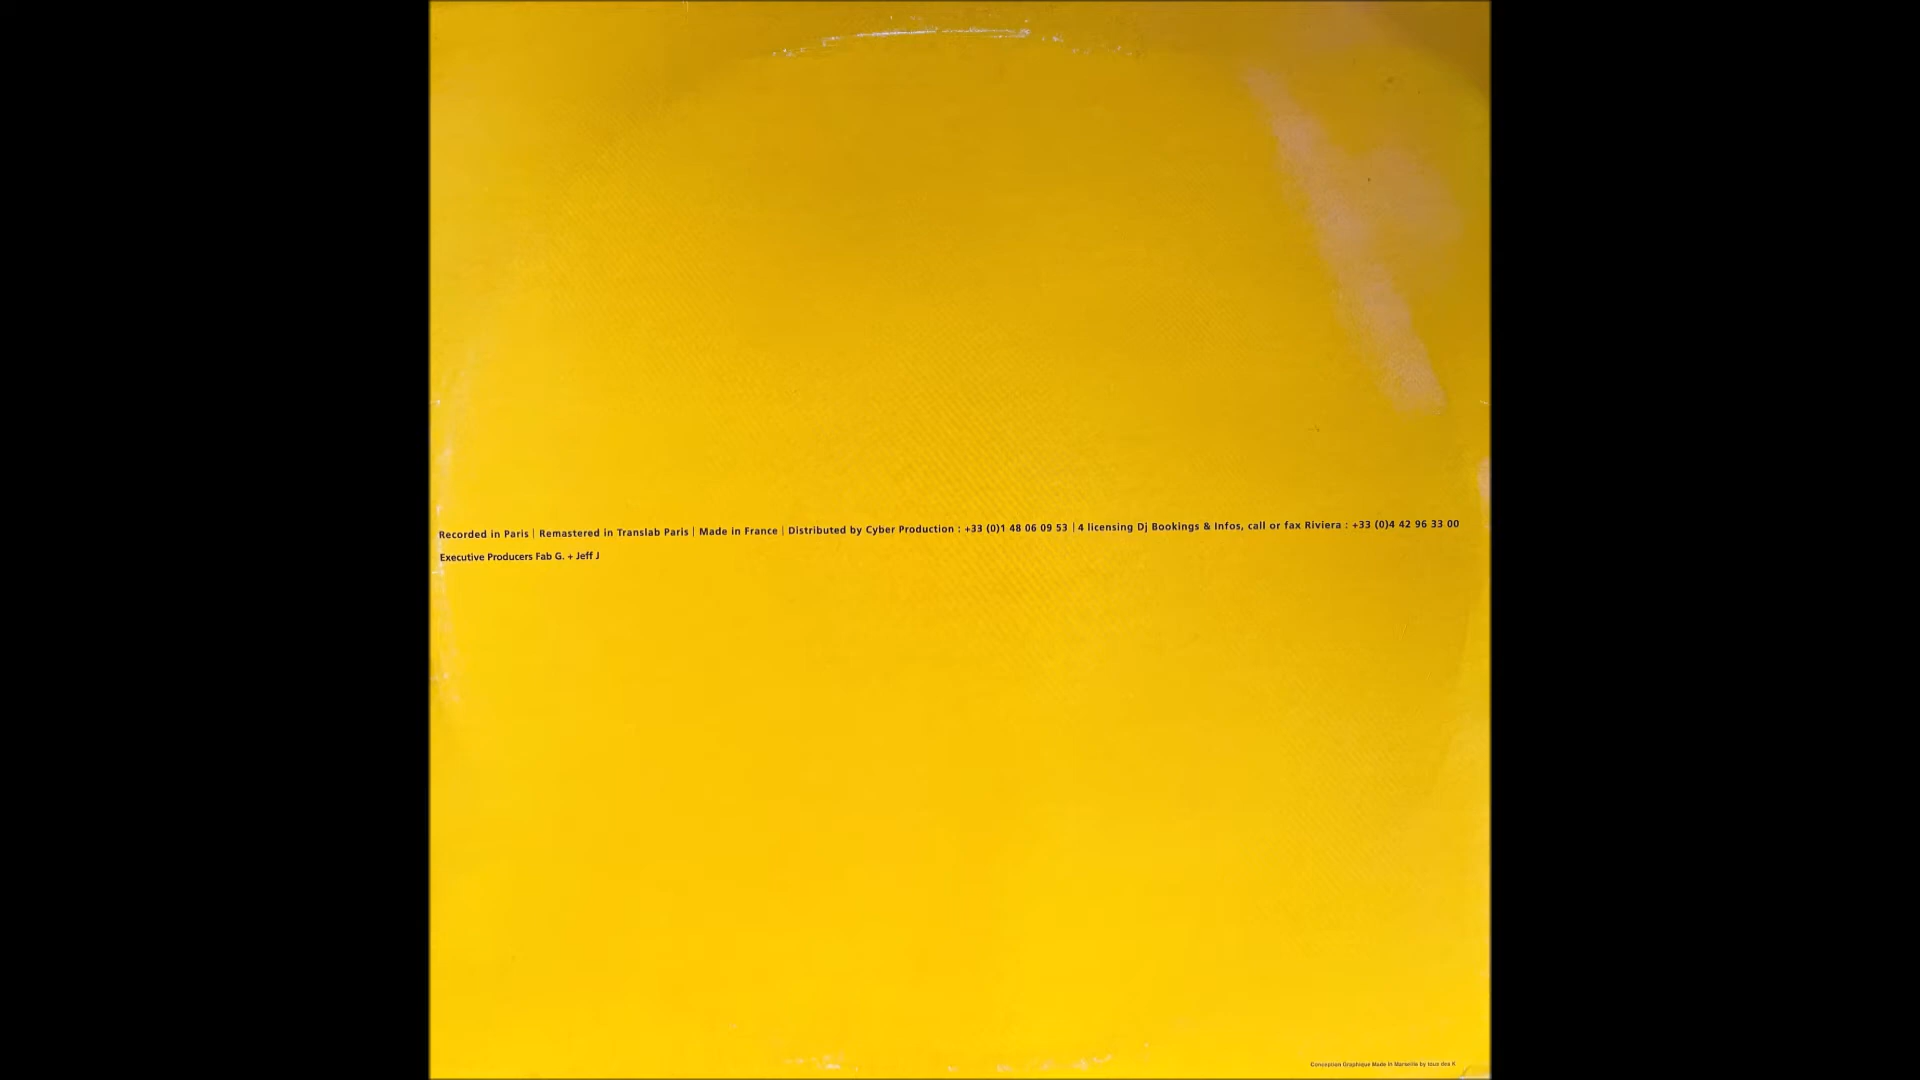 Recorded in Paris | Remastered in Translab Paris | Made in France | Distributed by Cyber Production : +33 (0)1 48 06 09 53 | 4 licensing Dj Bookings & Infos, call or fax Riviera : +33 (0)4 42 96 33 00
Executive Producers Fab G. + Jeff J
Conception Graphique Made in Marseille by tous des K